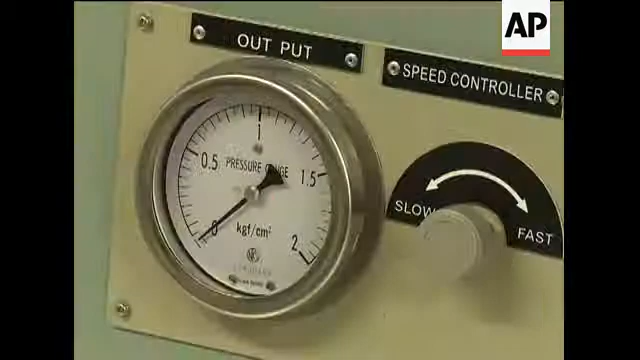 AP
OUT PUT
SPEED CONTROLLER
1
0.5
PRESSURE GAUGE
1.5
0
kgf/cm²
2
SLOW
FAST